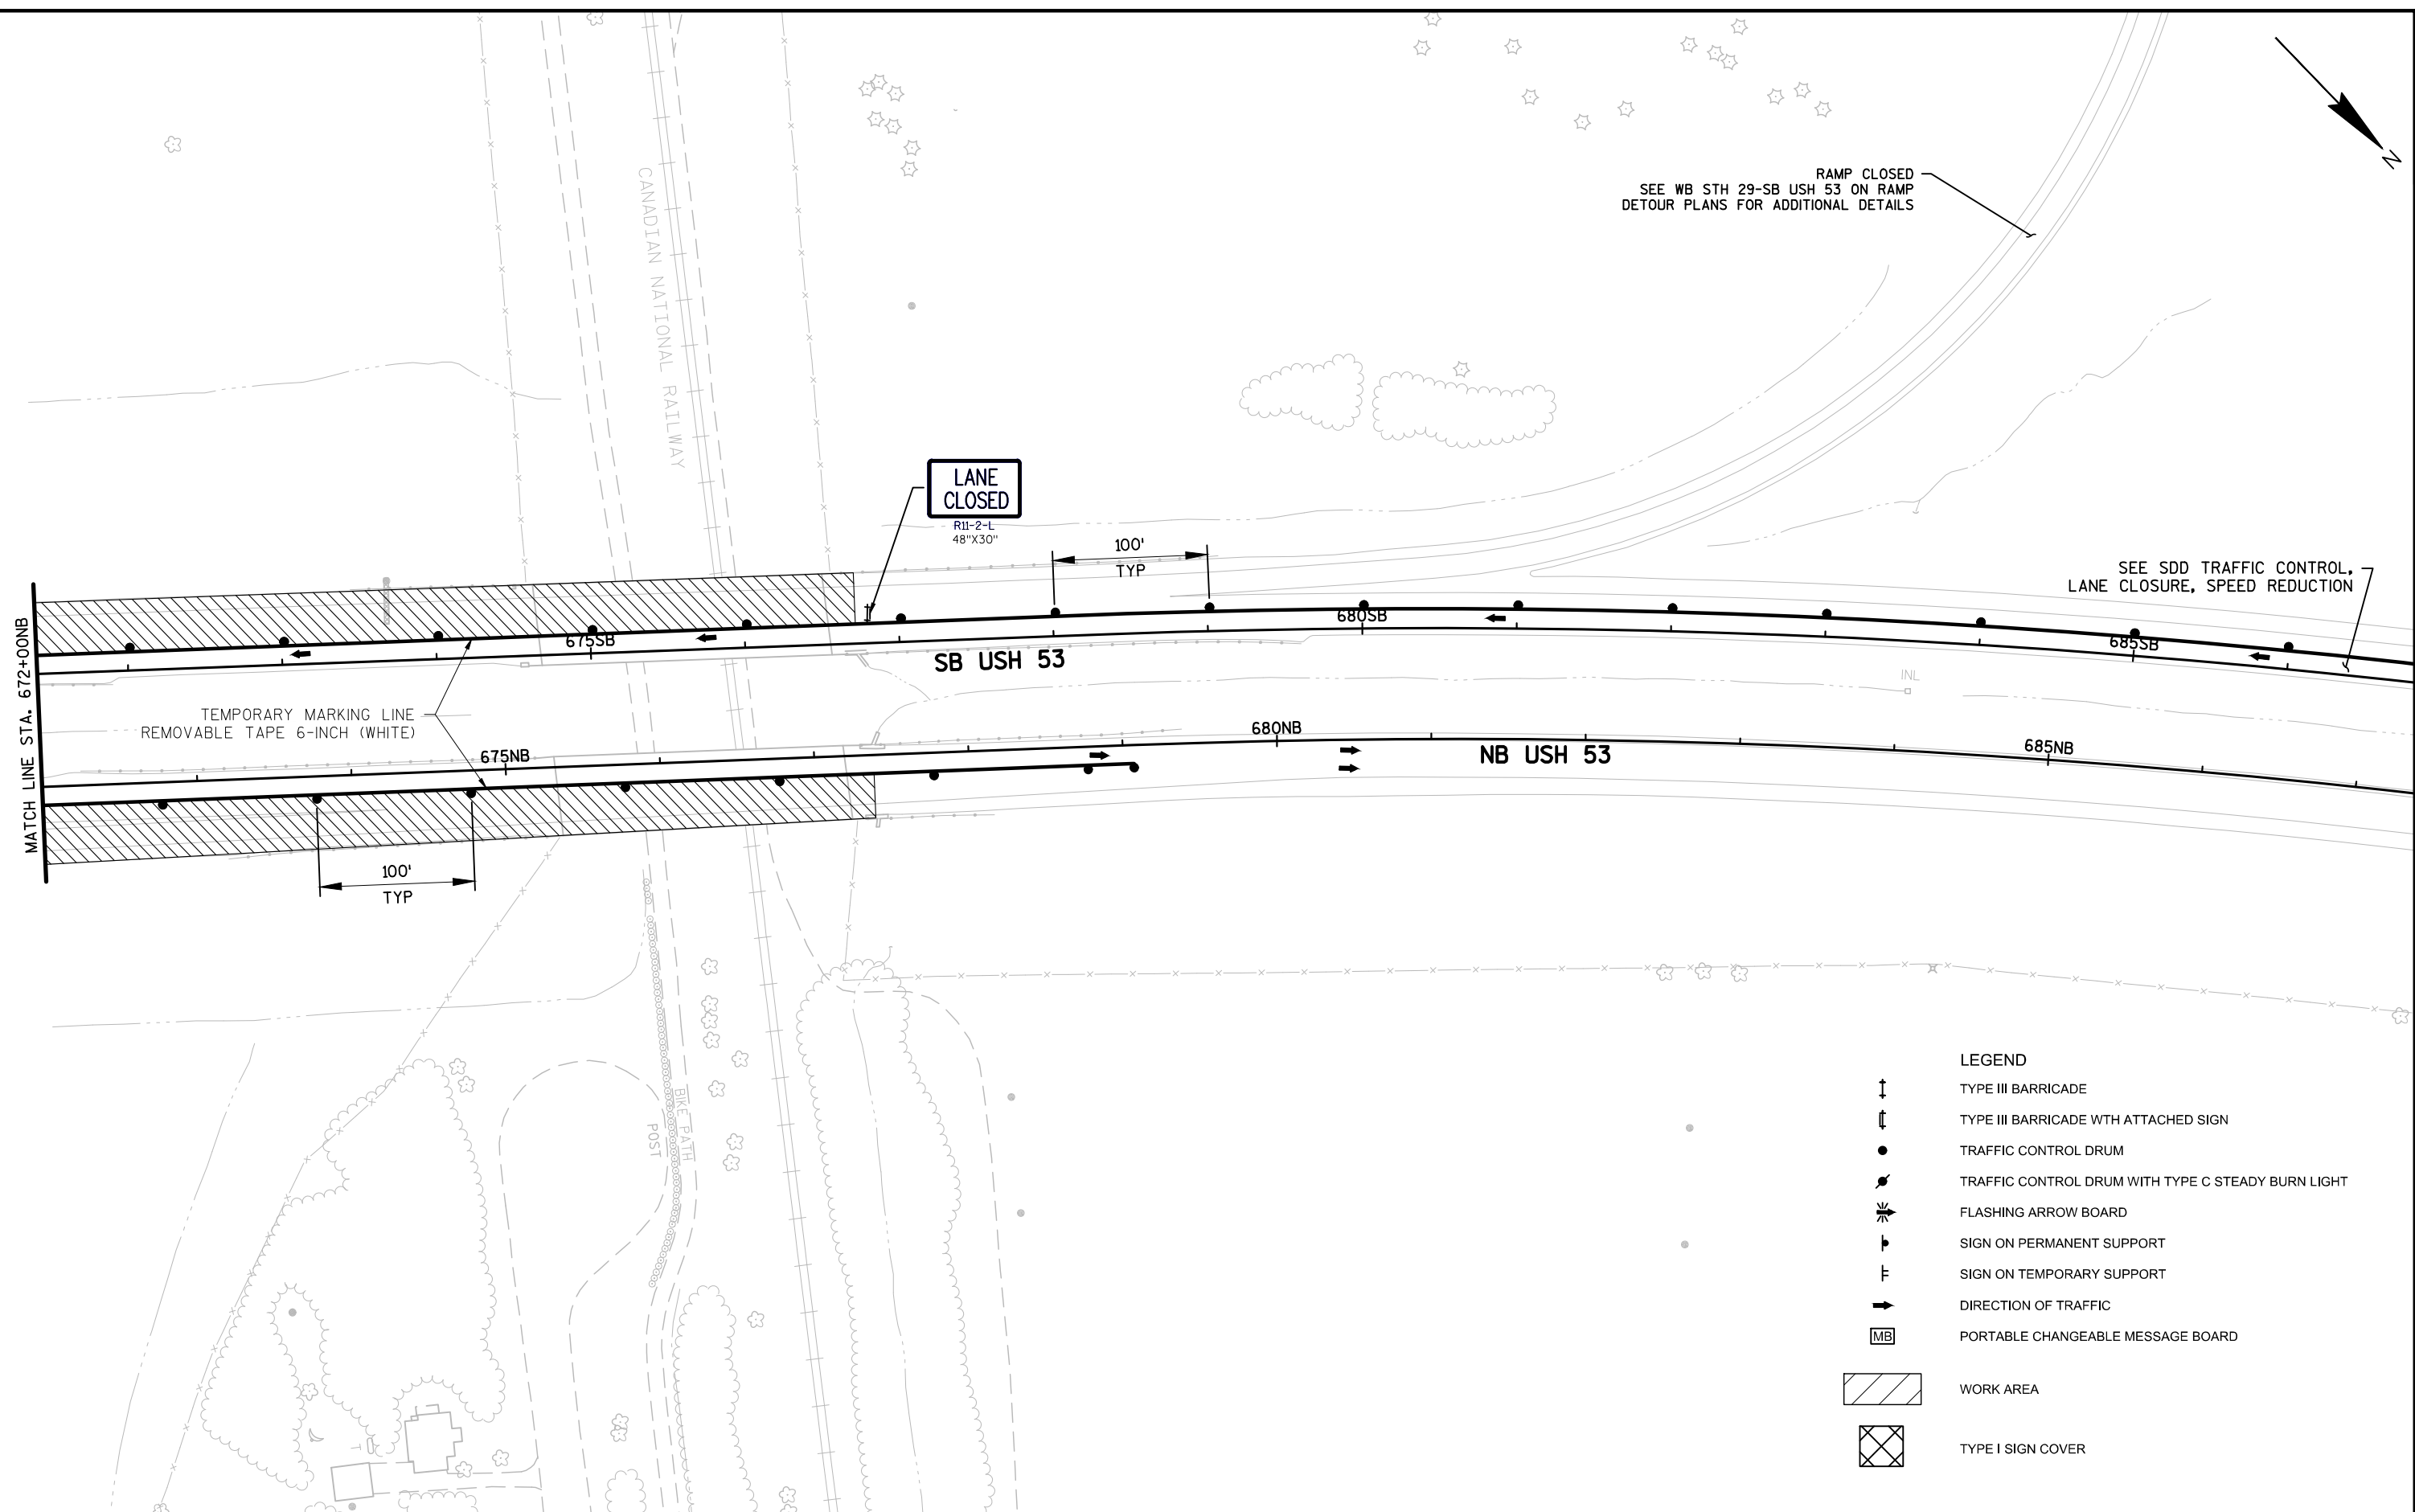 N
RAMP CLOSED
SEE WB STH 29-SB USH 53 ON RAMP
DETOUR PLANS FOR ADDITIONAL DETAILS
CANADIAN NATIONAL RAILWAY
LANE
CLOSED
R11-2-L
48"X30"
100'
TYP
SEE SDD TRAFFIC CONTROL,
LANE CLOSURE, SPEED REDUCTION
675SB
680SB
685SB
SB USH 53
INL
MATCH LINE STA. 672+00NB
TEMPORARY MARKING LINE
REMOVABLE TAPE 6-INCH (WHITE)
675NB
680NB
685NB
NB USH 53
100'
TYP
BIKE PATH
POST
LEGEND
TYPE III BARRICADE
TYPE III BARRICADE WTH ATTACHED SIGN
TRAFFIC CONTROL DRUM
TRAFFIC CONTROL DRUM WITH TYPE C STEADY BURN LIGHT
FLASHING ARROW BOARD
SIGN ON PERMANENT SUPPORT
SIGN ON TEMPORARY SUPPORT
DIRECTION OF TRAFFIC
MB PORTABLE CHANGEABLE MESSAGE BOARD
WORK AREA
TYPE I SIGN COVER